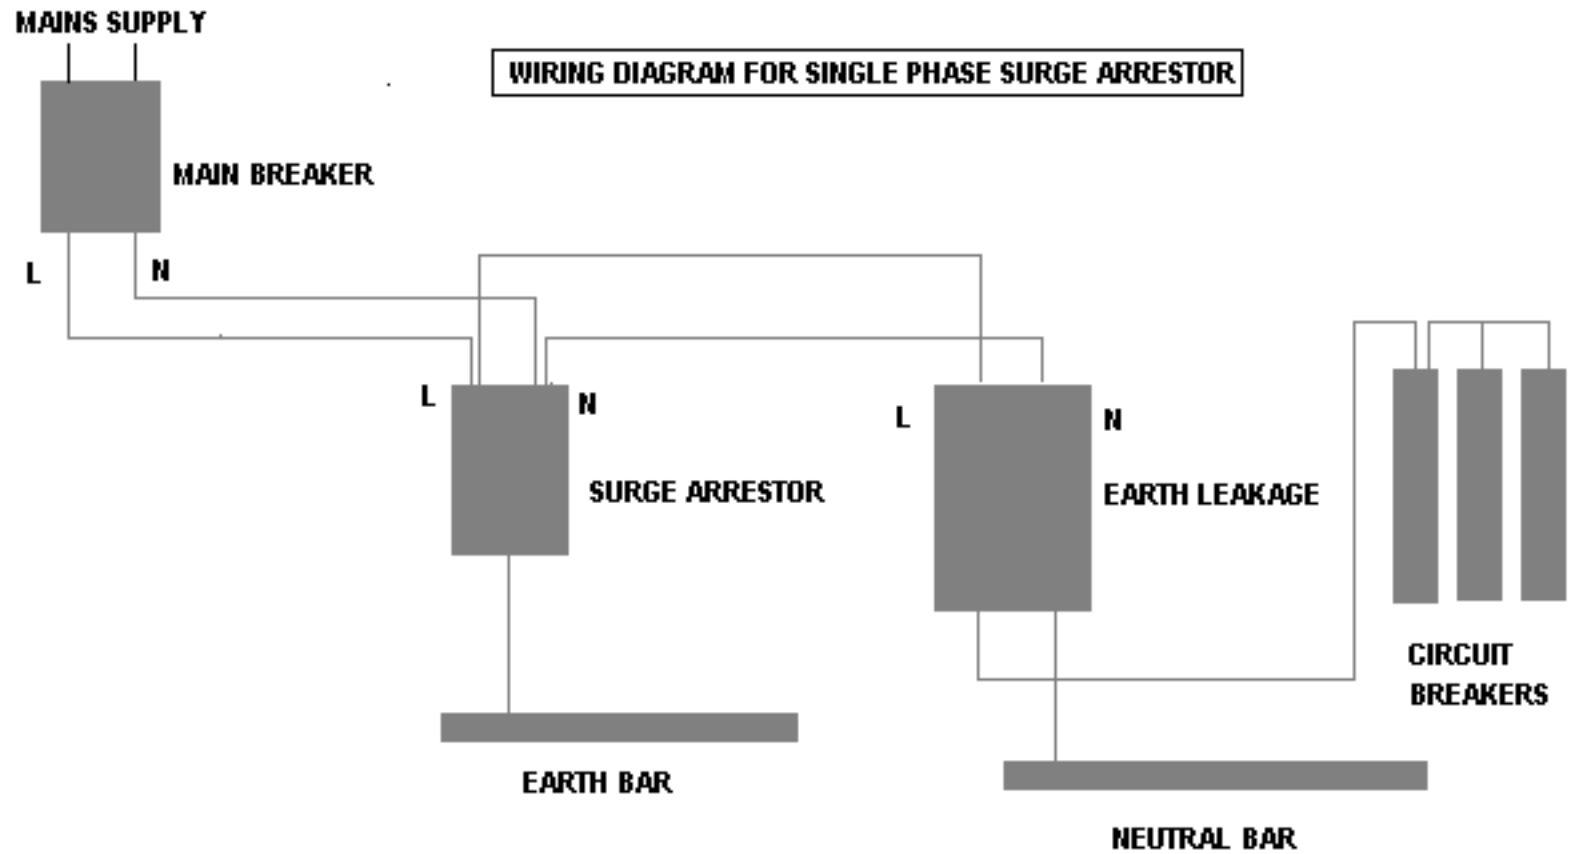 MAINS SUPPLY
WIRING DIAGRAM FOR SINGLE PHASE SURGE ARRESTOR
MAIN BREAKER
L
N
L
N
L
N
SURGE ARRESTOR
EARTH LEAKAGE
CIRCUIT
BREAKERS
EARTH BAR
NEUTRAL BAR